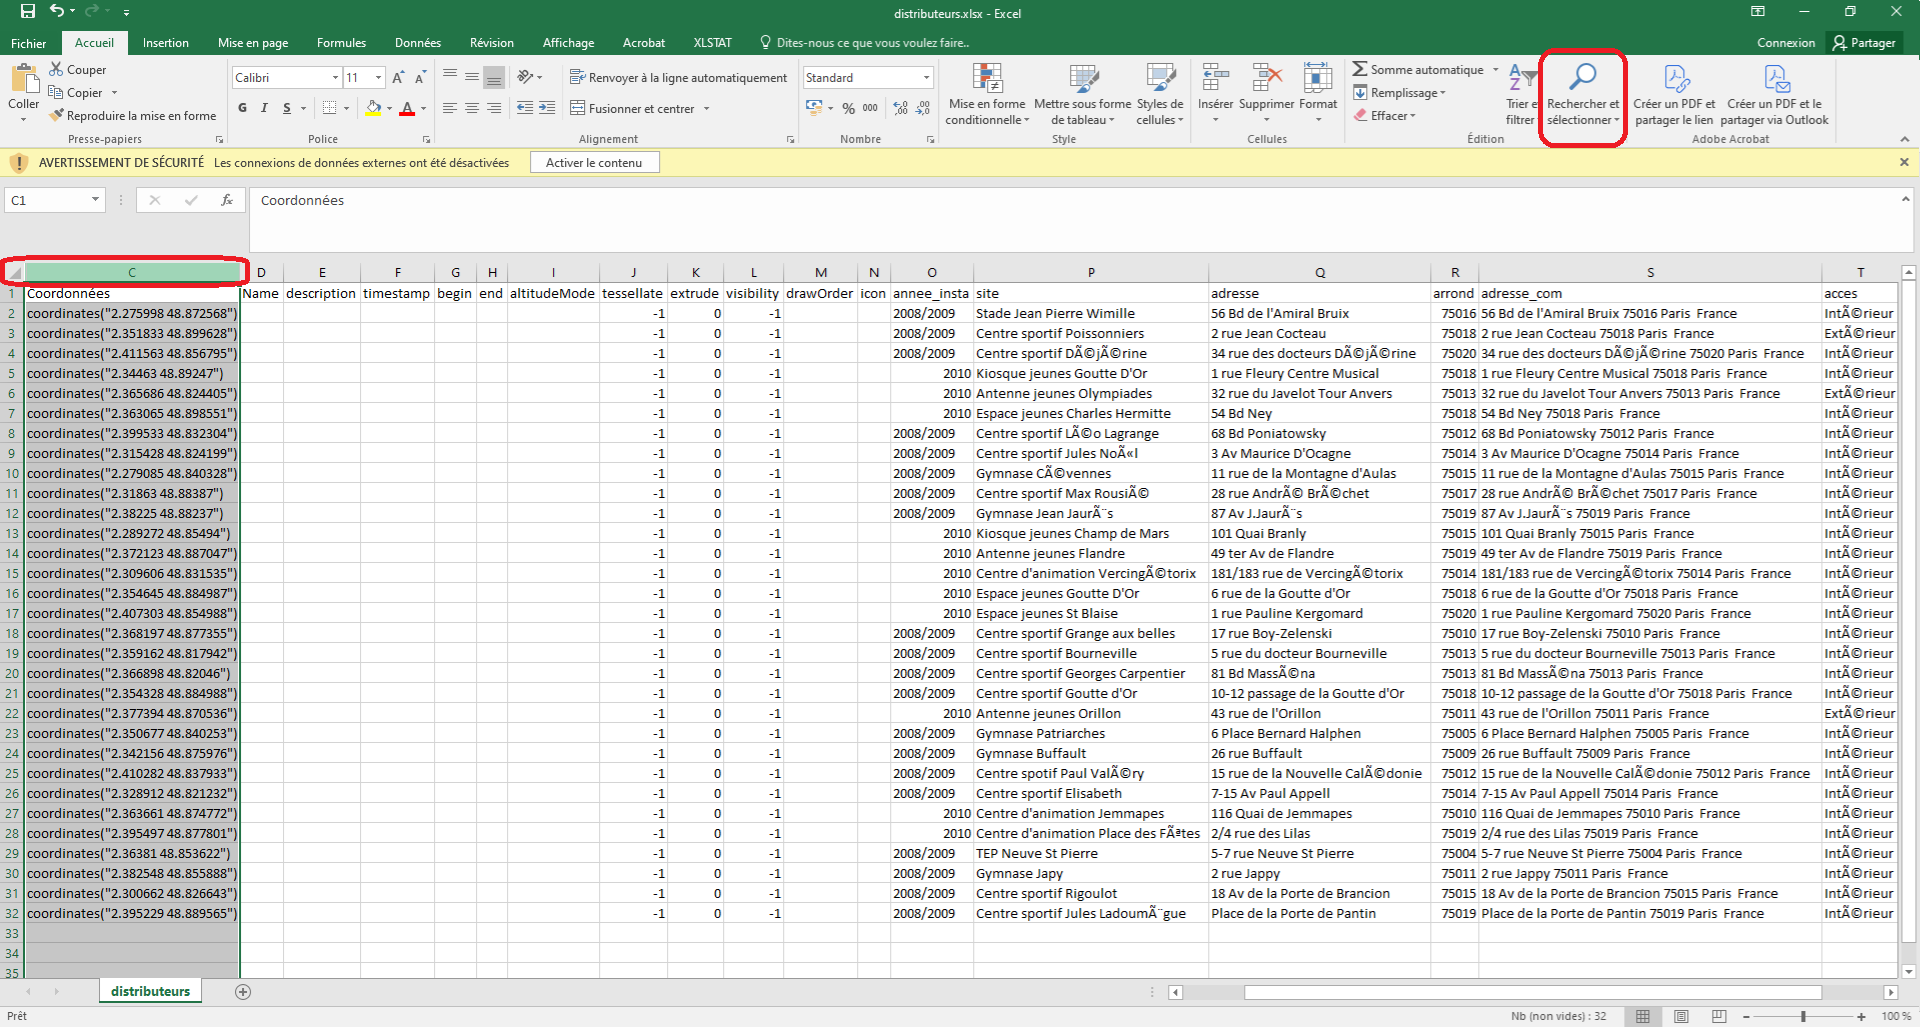 distributeurs.xlsx - Excel
Fichier Accueil Insertion Mise en page Formules Données Révision Affichage Acrobat XLSTAT Dites-nous ce que vous voulez faire.. Connexion Partager
Coller Couper Copier Reproduire la mise en forme
Calibri 11 G I S A A A
Renvoyer à la ligne automatiquement Fusionner et centrer
Standard % 000
Mise en forme conditionnelle Mettre sous forme de tableau Styles de cellules
Insérer Supprimer Format
Somme automatique Remplissage Effacer
Trier et filtrer Rechercher et sélectionner
Créer un PDF et partager le lien Créer un PDF et le partager via Outlook
Presse-papiers Police Alignement Nombre Style Cellules Édition Adobe Acrobat
AVERTISSEMENT DE SÉCURITÉ Les connexions de données externes ont été désactivées Activer le contenu
C1 fx Coordonnées
C D E F G H I J K L M N O P Q R S T
1 Coordonnées Name description timestamp begin end altitudeMode tessellate extrude visibility drawOrder icon annee_insta site adresse arrond adresse_com acces
2 coordinates("2.275998 48.872568") -1 0 -1 2008/2009 Stade Jean Pierre Wimille 56 Bd de l'Amiral Bruix 75016 56 Bd de l'Amiral Bruix 75016 Paris France IntÃ©rieur
3 coordinates("2.351833 48.899628") -1 0 -1 2008/2009 Centre sportif Poissonniers 2 rue Jean Cocteau 75018 2 rue Jean Cocteau 75018 Paris France ExtÃ©rieur
4 coordinates("2.411563 48.856795") -1 0 -1 2008/2009 Centre sportif DÃ©jÃ©rine 34 rue des docteurs DÃ©jÃ©rine 75020 34 rue des docteurs DÃ©jÃ©rine 75020 Paris France IntÃ©rieur
5 coordinates("2.34463 48.89247") -1 0 -1 2010 Kiosque jeunes Goutte D'Or 1 rue Fleury Centre Musical 75018 1 rue Fleury Centre Musical 75018 Paris France IntÃ©rieur
6 coordinates("2.365686 48.824405") -1 0 -1 2010 Antenne jeunes Olympiades 32 rue du Javelot Tour Anvers 75013 32 rue du Javelot Tour Anvers 75013 Paris France ExtÃ©rieur
7 coordinates("2.363065 48.898551") -1 0 -1 2010 Espace jeunes Charles Hermitte 54 Bd Ney 75018 54 Bd Ney 75018 Paris France IntÃ©rieur
8 coordinates("2.399533 48.832304") -1 0 -1 2008/2009 Centre sportif LÃ©o Lagrange 68 Bd Poniatowsky 75012 68 Bd Poniatowsky 75012 Paris France IntÃ©rieur
9 coordinates("2.315428 48.824199") -1 0 -1 2008/2009 Centre sportif Jules NoÃ«l 3 Av Maurice D'Ocagne 75014 3 Av Maurice D'Ocagne 75014 Paris France IntÃ©rieur
10 coordinates("2.279085 48.840328") -1 0 -1 2008/2009 Gymnase CÃ©vennes 11 rue de la Montagne d'Aulas 75015 11 rue de la Montagne d'Aulas 75015 Paris France IntÃ©rieur
11 coordinates("2.31863 48.88387") -1 0 -1 2008/2009 Centre sportif Max RousiÃ© 28 rue AndrÃ© BrÃ©chet 75017 28 rue AndrÃ© BrÃ©chet 75017 Paris France IntÃ©rieur
12 coordinates("2.38225 48.88237") -1 0 -1 2008/2009 Gymnase Jean JaurÃ¨s 87 Av J.JaurÃ¨s 75019 87 Av J.JaurÃ¨s 75019 Paris France IntÃ©rieur
13 coordinates("2.289272 48.85494") -1 0 -1 2010 Kiosque jeunes Champ de Mars 101 Quai Branly 75015 101 Quai Branly 75015 Paris France IntÃ©rieur
14 coordinates("2.372123 48.887047") -1 0 -1 2010 Antenne jeunes Flandre 49 ter Av de Flandre 75019 49 ter Av de Flandre 75019 Paris France IntÃ©rieur
15 coordinates("2.309606 48.831535") -1 0 -1 2010 Centre d'animation VercingÃ©torix 181/183 rue de VercingÃ©torix 75014 181/183 rue de VercingÃ©torix 75014 Paris France IntÃ©rieur
16 coordinates("2.354645 48.884987") -1 0 -1 2010 Espace jeunes Goutte D'Or 6 rue de la Goutte d'Or 75018 6 rue de la Goutte d'Or 75018 Paris France IntÃ©rieur
17 coordinates("2.407303 48.854988") -1 0 -1 2010 Espace jeunes St Blaise 1 rue Pauline Kergomard 75020 1 rue Pauline Kergomard 75020 Paris France IntÃ©rieur
18 coordinates("2.368197 48.877355") -1 0 -1 2008/2009 Centre sportif Grange aux belles 17 rue Boy-Zelenski 75010 17 rue Boy-Zelenski 75010 Paris France IntÃ©rieur
19 coordinates("2.359162 48.817942") -1 0 -1 2008/2009 Centre sportif Bourneville 5 rue du docteur Bourneville 75013 5 rue du docteur Bourneville 75013 Paris France IntÃ©rieur
20 coordinates("2.366898 48.82046") -1 0 -1 2008/2009 Centre sportif Georges Carpentier 81 Bd MassÃ©na 75013 81 Bd MassÃ©na 75013 Paris France IntÃ©rieur
21 coordinates("2.354328 48.884988") -1 0 -1 2008/2009 Centre sportif Goutte d'Or 10-12 passage de la Goutte d'Or 75018 10-12 passage de la Goutte d'Or 75018 Paris France IntÃ©rieur
22 coordinates("2.377394 48.870536") -1 0 -1 2010 Antenne jeunes Orillon 43 rue de l'Orillon 75011 43 rue de l'Orillon 75011 Paris France ExtÃ©rieur
23 coordinates("2.350677 48.840253") -1 0 -1 2008/2009 Gymnase Patriarches 6 Place Bernard Halphen 75005 6 Place Bernard Halphen 75005 Paris France IntÃ©rieur
24 coordinates("2.342156 48.875976") -1 0 -1 2008/2009 Gymnase Buffault 26 rue Buffault 75009 26 rue Buffault 75009 Paris France IntÃ©rieur
25 coordinates("2.410282 48.837933") -1 0 -1 2008/2009 Centre spotif Paul ValÃ©ry 15 rue de la Nouvelle CalÃ©donie 75012 15 rue de la Nouvelle CalÃ©donie 75012 Paris France IntÃ©rieur
26 coordinates("2.328912 48.821232") -1 0 -1 2008/2009 Centre sportif Elisabeth 7-15 Av Paul Appell 75014 7-15 Av Paul Appell 75014 Paris France IntÃ©rieur
27 coordinates("2.363661 48.874772") -1 0 -1 2010 Centre d'animation Jemmapes 116 Quai de Jemmapes 75010 116 Quai de Jemmapes 75010 Paris France IntÃ©rieur
28 coordinates("2.395497 48.877801") -1 0 -1 2010 Centre d'animation Place des FÃªtes 2/4 rue des Lilas 75019 2/4 rue des Lilas 75019 Paris France IntÃ©rieur
29 coordinates("2.36381 48.853622") -1 0 -1 2008/2009 TEP Neuve St Pierre 5-7 rue Neuve St Pierre 75004 5-7 rue Neuve St Pierre 75004 Paris France IntÃ©rieur
30 coordinates("2.382548 48.855888") -1 0 -1 2008/2009 Gymnase Japy 2 rue Jappy 75011 2 rue Jappy 75011 Paris France IntÃ©rieur
31 coordinates("2.300662 48.826643") -1 0 -1 2008/2009 Centre sportif Rigoulot 18 Av de la Porte de Brancion 75015 18 Av de la Porte de Brancion 75015 Paris France IntÃ©rieur
32 coordinates("2.395229 48.889565") -1 0 -1 2008/2009 Centre sportif Jules LadoumÃ¨gue Place de la Porte de Pantin 75019 Place de la Porte de Pantin 75019 Paris France IntÃ©rieur
33
34
35
distributeurs
Prêt Nb (non vides) : 32 100 %